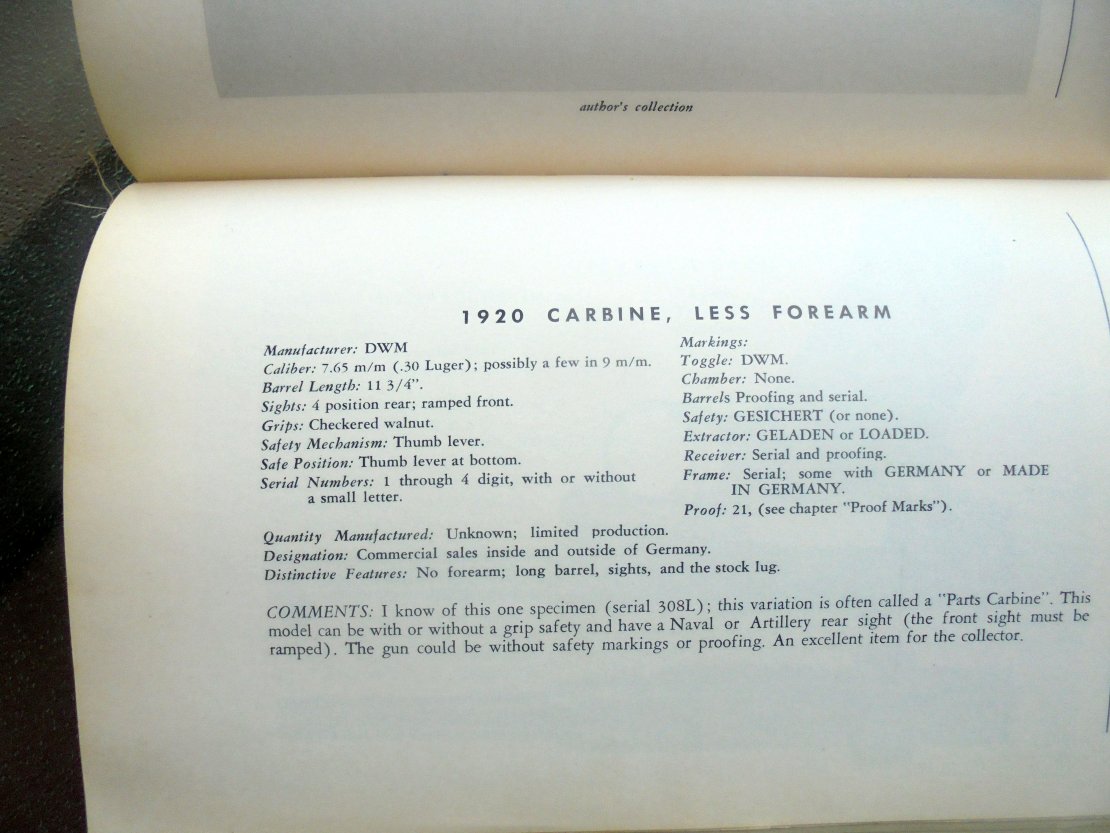 author's collection
1920 CARBINE, LESS FOREARM
Manufacturer: DWM
Caliber: 7.65 m/m (.30 Luger); possibly a few in 9 m/m.
Barrel Length: 11 3/4”.
Sights: 4 position rear; ramped front.
Grips: Checkered walnut.
Safety Mechanism: Thumb lever.
Safe Position: Thumb lever at bottom.
Serial Numbers: 1 through 4 digit, with or without
a small letter.
Markings:
Toggle: DWM.
Chamber: None.
Barrels Proofing and serial.
Safety: GESICHERT (or none).
Extractor: GELADEN or LOADED.
Receiver: Serial and proofing.
Frame: Serial; some with GERMANY or MADE
IN GERMANY.
Proof: 21, (see chapter “Proof Marks”).
Quantity Manufactured: Unknown; limited production.
Designation: Commercial sales inside and outside of Germany.
Distinctive Features: No forearm; long barrel, sights, and the stock lug.
COMMENTS: I know of this one specimen (serial 308L); this variation is often called a “Parts Carbine”. This
model can be with or without a grip safety and have a Naval or Artillery rear sight (the front sight must be
ramped). The gun could be without safety markings or proofing. An excellent item for the collector.